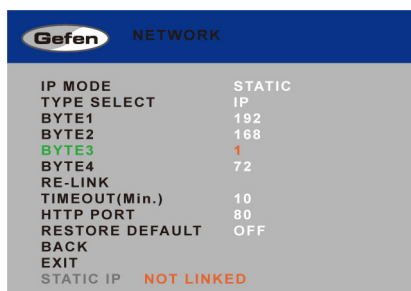 Gefen NETWORK
IP MODE STATIC
TYPE SELECT IP
BYTE1 192
BYTE2 168
BYTE3 1
BYTE4 72
RE-LINK
TIMEOUT(Min.) 10
HTTP PORT 80
RESTORE DEFAULT OFF
BACK
EXIT
STATIC IP NOT LINKED